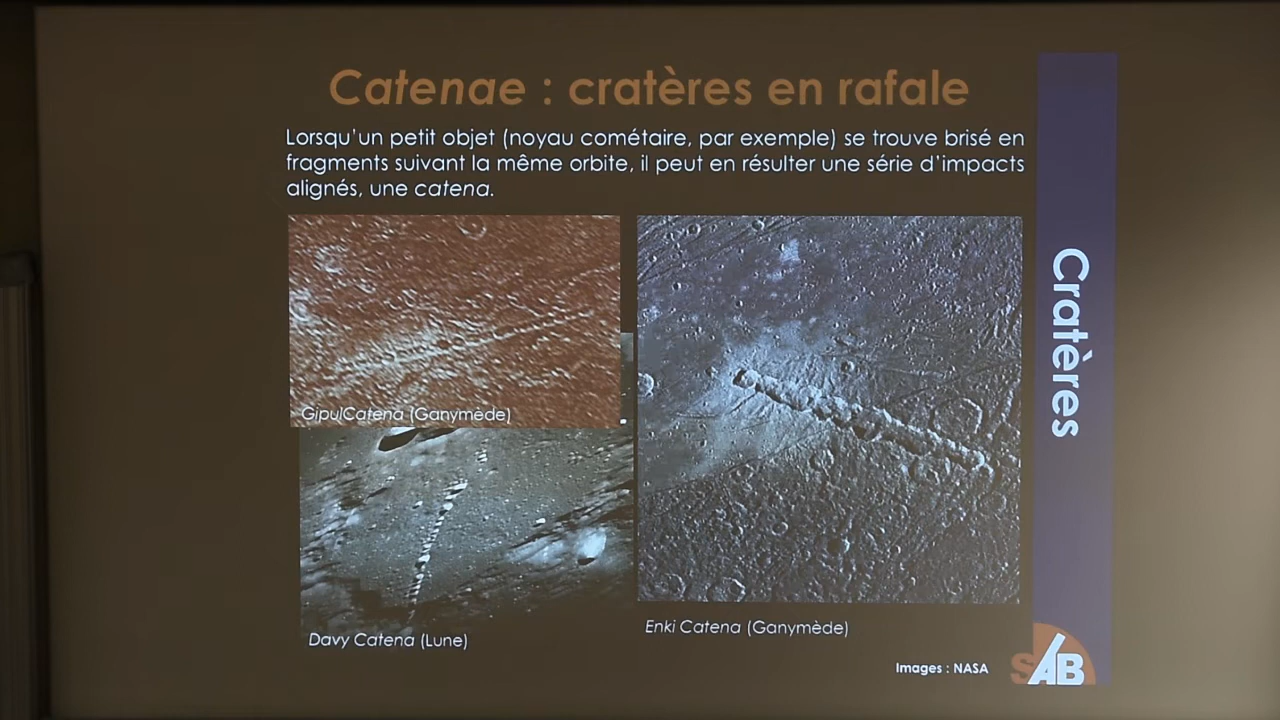 Catenae : cratères en rafale
Lorsqu'un petit objet (noyau cométaire, par exemple) se trouve brisé en
fragments suivant la même orbite, il peut en résulter une série d'impacts
alignés, une catena.
GipulCatena (Ganymède)
Davy Catena (Lune)
Enki Catena (Ganymède)
Images : NASA
Cratères
SAB